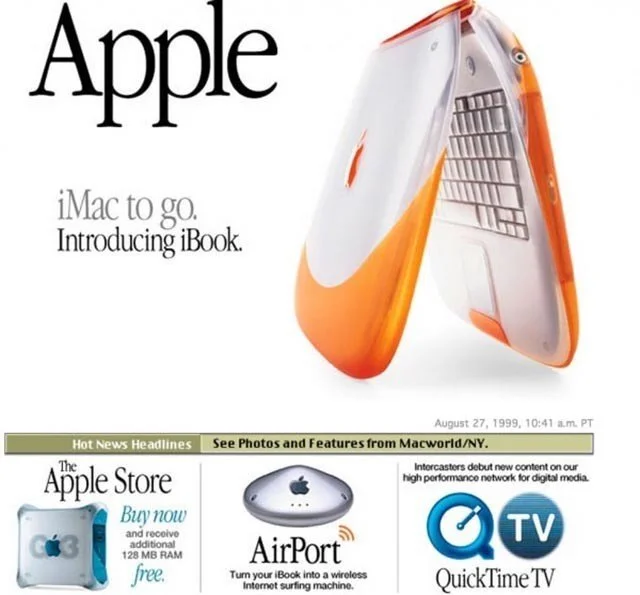 Apple
iMac to go.
Introducing iBook.
August 27, 1999, 10:41 a.m. PT
Hot News Headlines See Photos and Features from Macworld/NY.
The
Apple Store
G3
Buy now
and receive
additional
128 MB RAM
free.
AirPort
Turn your iBook into a wireless
Internet surfing machine.
Intercasters debut new content on our
high performance network for digital media.
TV
QuickTime TV